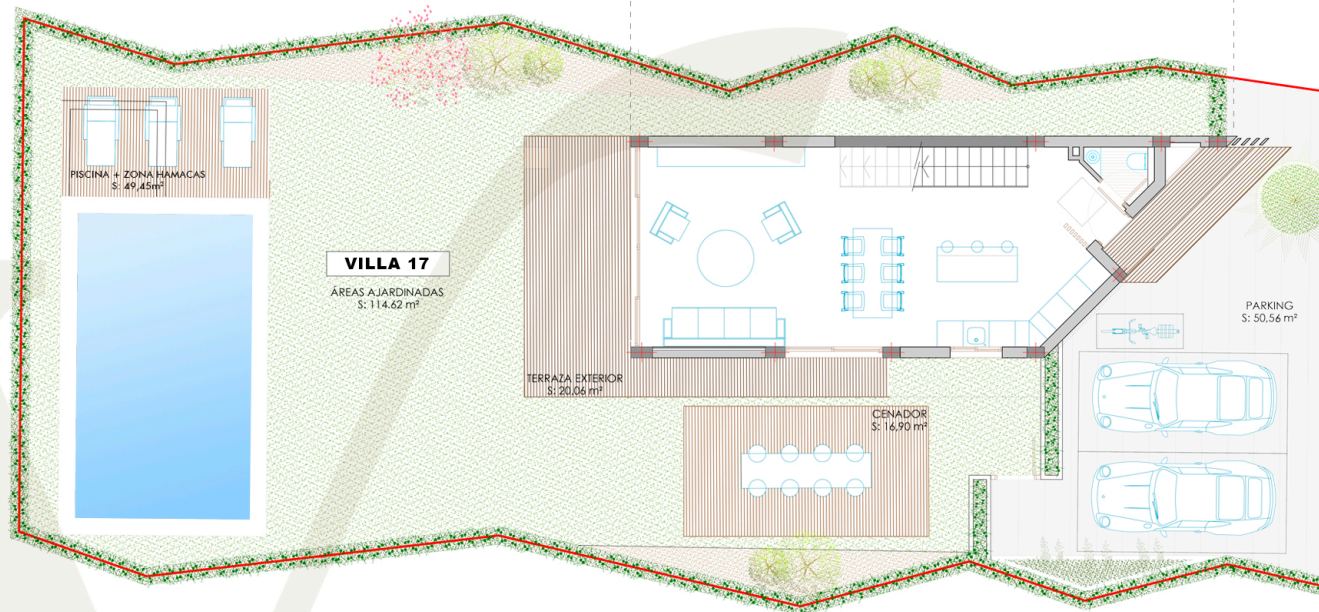 PISCINA + ZONA HAMACAS
S: 49,45m²
VILLA 17
ÁREAS AJARDINADAS
S: 114.62 m²
PARKING
S: 50,56 m²
TERRAZA EXTERIOR
S: 20,06 m²
CENADOR
S: 16,90 m²